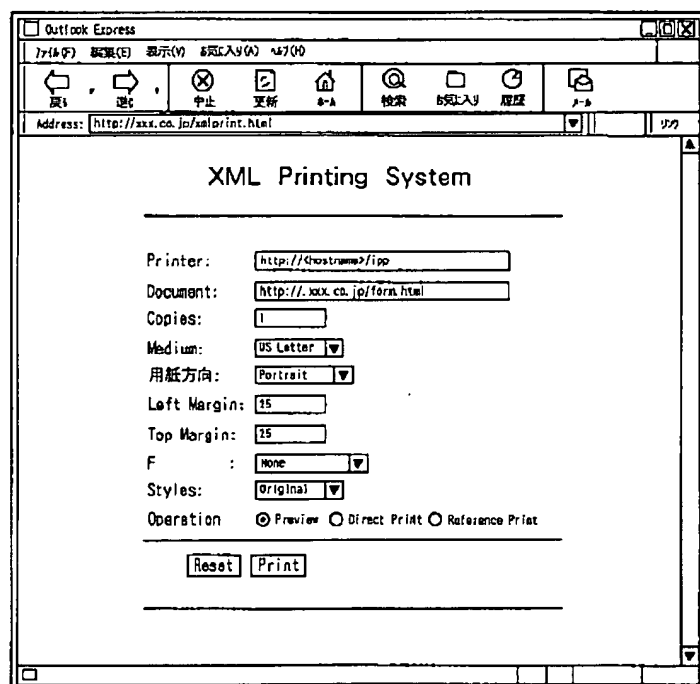 Outlook Express
ファイル(F) 編集(E) 表示(V) お気に入り(A) ヘルプ(H)
戻る , 進む , 中止 更新 ホーム 検索 お気に入り 履歴 メール
Address: http://xxx.co.jp/xmlprint.html リンク
XML Printing System
Printer: http://<hostname>/ipp
Document: http://.xxx.co.jp/form.html
Copies: 1
Medium: US Letter
用紙方向: Portrait
Left Margin: 25
Top Margin: 25
F : None
Styles: Original
Operation Preview Direct Print Reference Print
Reset Print